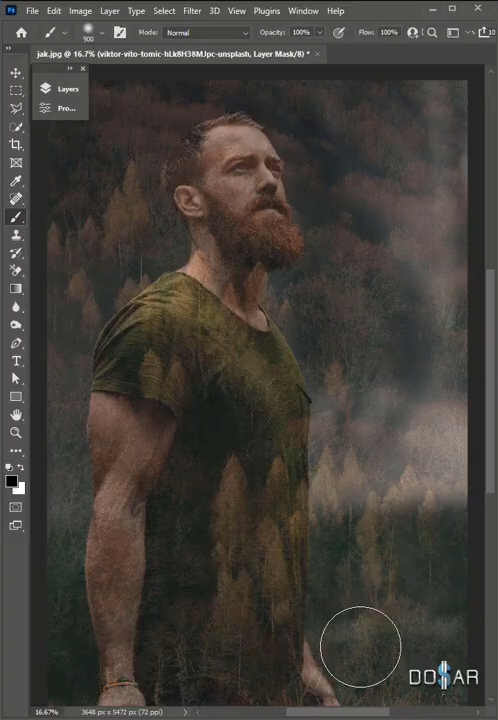 Ps File Edit Image Layer Type Select Filter 3D View Plugins Window Help
900 Mode: Normal Opacity: 100% Flow: 100% 10
jak.jpg @ 16.7% (viktor-vito-tomic-hLk8H38MJpc-unsplash, Layer Mask/8) * ×
Layers
Pro...
T
DOSAR
16.67% 3648 px x 5472 px (72 ppi)